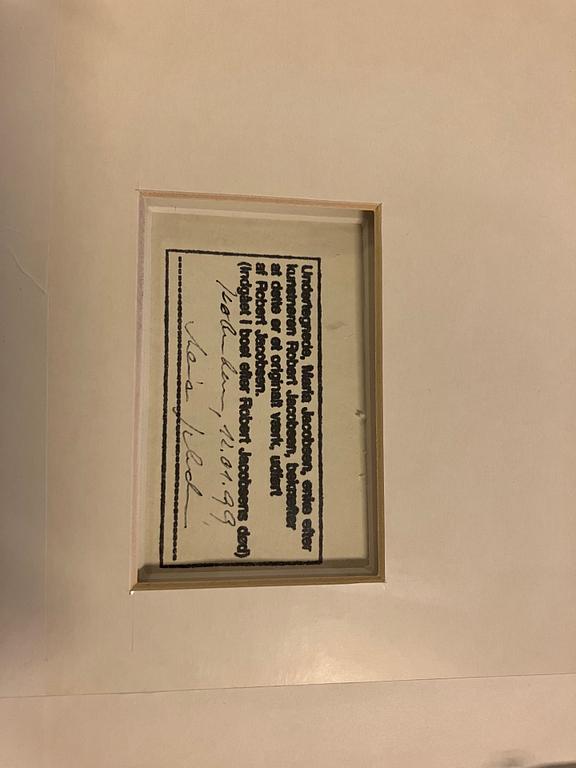 Undertegnede, Maria Jacobsen, enke efter
kunstneren Robert Jacobsen, bekræfter
at dette er et originalt værk, udført
af Robert Jacobsen.
(Indgået i boet efter Robert Jacobsens død)
12.01.99,